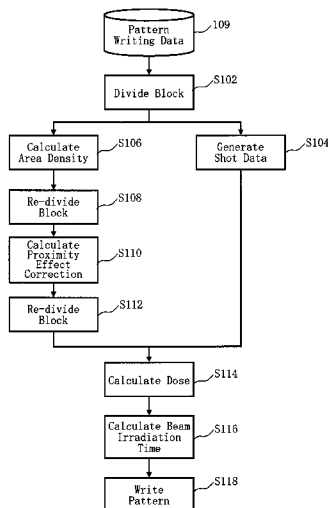 Pattern
Writing Data
109
Divide Block
S102
Calculate
Area Density
S106
Generate
Shot Data
S104
Re-divide
Block
S108
Calculate
Proximity
Effect
Correction
S110
Re-divide
Block
S112
Calculate Dose
S114
Calculate Beam
Irradiation
Time
S116
Write
Pattern
S118